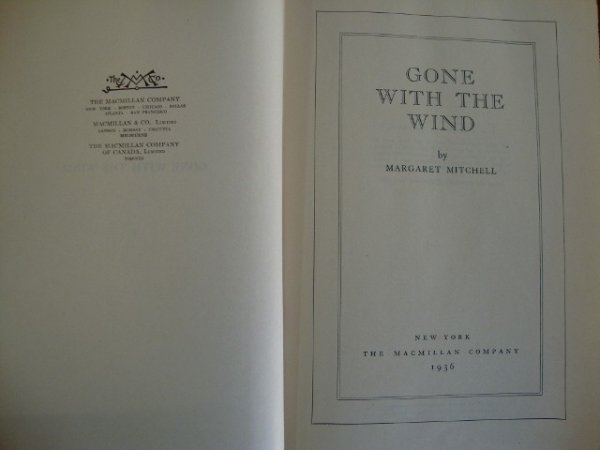 The M Co.
THE MACMILLAN COMPANY
NEW YORK · BOSTON · CHICAGO · DALLAS
ATLANTA · SAN FRANCISCO
MACMILLAN & CO., LIMITED
LONDON · BOMBAY · CALCUTTA
MELBOURNE
THE MACMILLAN COMPANY
OF CANADA, LIMITED
TORONTO
GONE
WITH THE
WIND
by
MARGARET MITCHELL
NEW YORK
THE MACMILLAN COMPANY
1936